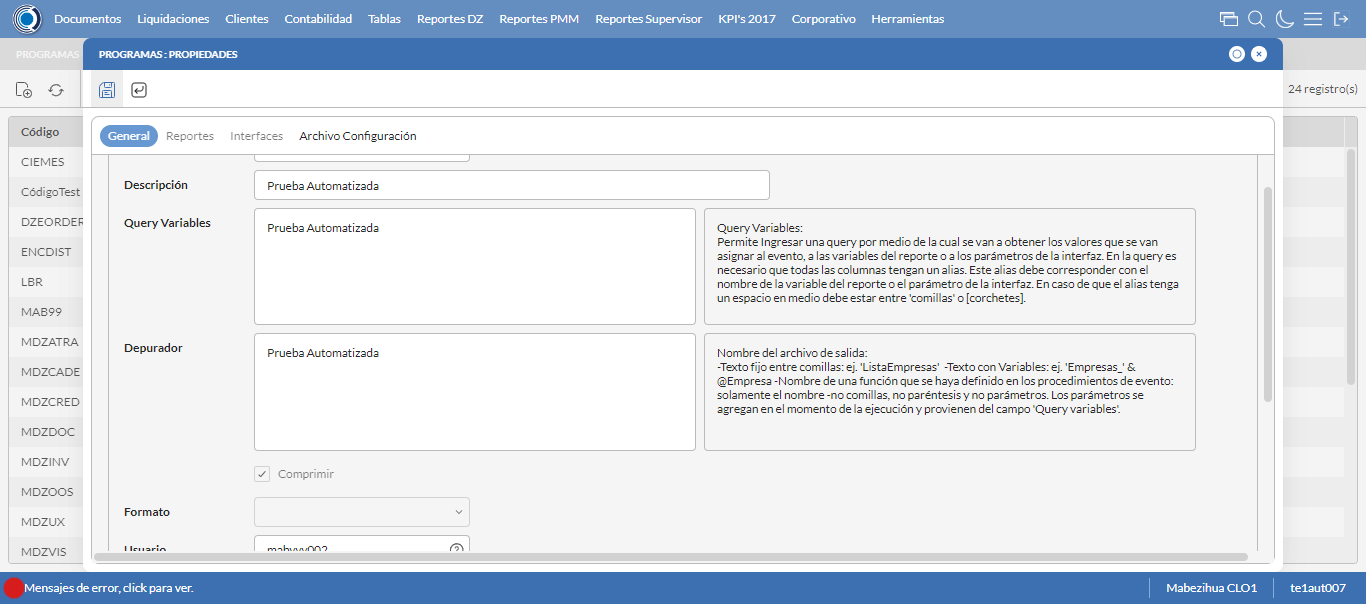 Documentos Liquidaciones Clientes Contabilidad Tablas Reportes DZ Reportes PMM Reportes Supervisor KPI's 2017 Corporativo Herramientas
PROGRAMAS
PROGRAMAS : PROPIEDADES
24 registro(s)
General Reportes Interfaces Archivo Configuración
Código
CIEMES
CódigoTest
DZEORDER
ENCDIST
LBR
MAB99
MDZATRA
MDZCADE
MDZCRED
MDZDOC
MDZINV
MDZOOS
MDZUX
MDZVIS
Descripción
Prueba Automatizada
Query Variables
Prueba Automatizada
Query Variables:
Permite Ingresar una query por medio de la cual se van a obtener los valores que se van
asignar al evento, a las variables del reporte o a los parámetros de la interfaz. En la query es
necesario que todas las columnas tengan un alias. Este alias debe corresponder con el
nombre de la variable del reporte o el parámetro de la interfaz. En caso de que el alias tenga
un espacio en medio debe estar entre 'comillas' o [corchetes].
Depurador
Prueba Automatizada
Nombre del archivo de salida:
-Texto fijo entre comillas: ej. 'ListaEmpresas' -Texto con Variables: ej. 'Empresas_' &
@Empresa -Nombre de una función que se haya definido en los procedimientos de evento:
solamente el nombre -no comillas, no paréntesis y no parámetros. Los parámetros se
agregan en el momento de la ejecución y provienen del campo 'Query variables'.
Comprimir
Formato
Usuario
Mensajes de error, click para ver.
Mabezihua CLO1
te1aut007